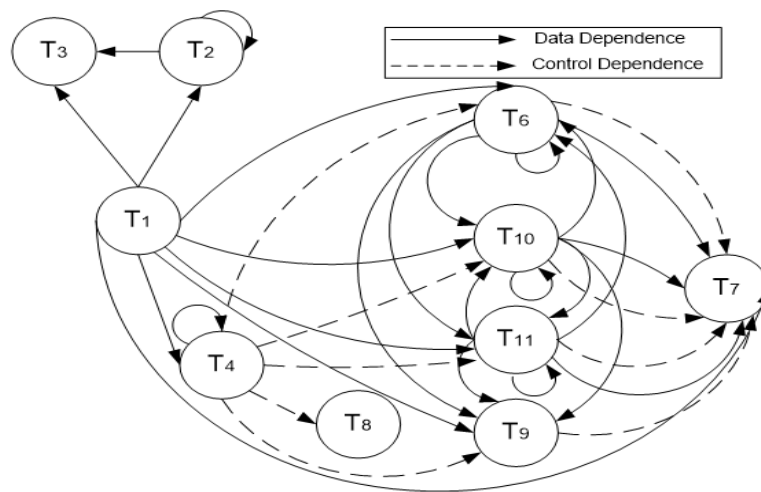 T3
T2
Data Dependence
Control Dependence
T6
T1
T10
T7
T11
T4
T8
T9